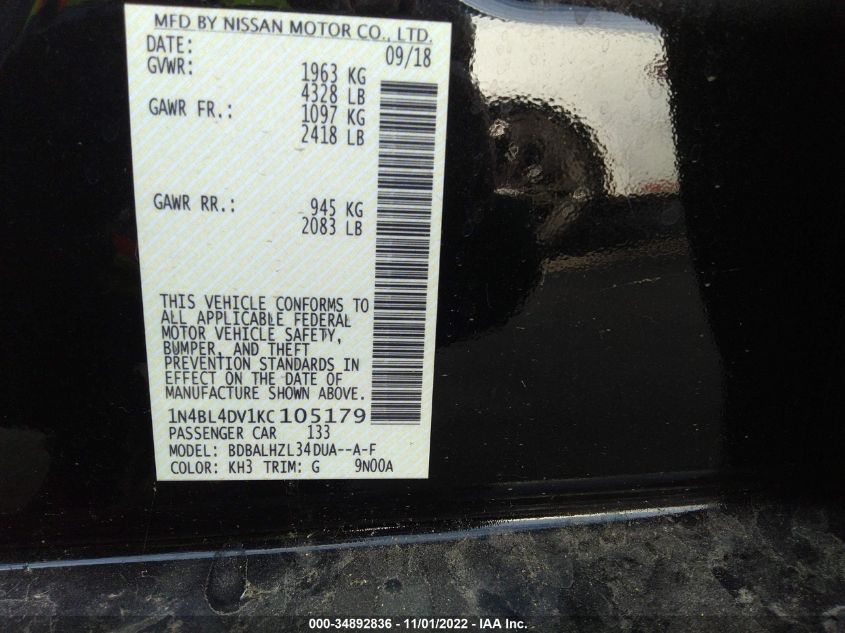 MFD BY NISSAN MOTOR CO., LTD.
DATE: 09/18
GVWR: 1963 KG
4328 LB
GAWR FR.: 1097 KG
2418 LB
GAWR RR.: 945 KG
2083 LB
THIS VEHICLE CONFORMS TO
ALL APPLICABLE FEDERAL
MOTOR VEHICLE SAFETY,
BUMPER, AND THEFT
PREVENTION STANDARDS IN
EFFECT ON THE DATE OF
MANUFACTURE SHOWN ABOVE.
1N4BL4DV1KC105179
PASSENGER CAR 133
MODEL: BDBALHZL34DUA--A-F
COLOR: KH3 TRIM: G 9N00A
000-34892836 - 11/01/2022 - IAA Inc.